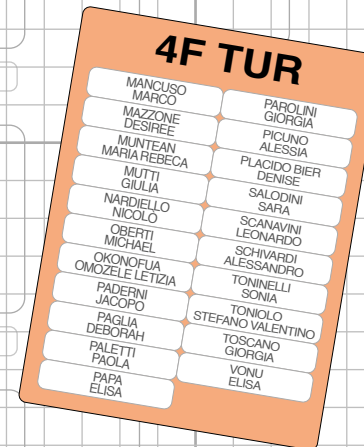 4F TUR
MANCUSO
MARCO
MAZZONE
DESIREE
MUNTEAN
MARIA REBECA
MUTTI
GIULIA
NARDIELLO
NICOLÒ
OBERTI
MICHAEL
OKONOFUA
OMOZELE LETIZIA
PADERNI
JACOPO
PAGLIA
DEBORAH
PALETTI
PAOLA
PAPA
ELISA
PAROLINI
GIORGIA
PICUNO
ALESSIA
PLACIDO BIER
DENISE
SALODINI
SARA
SCANAVINI
LEONARDO
SCHIVARDI
ALESSANDRO
TONINELLI
SONIA
TONIOLO
STEFANO VALENTINO
TOSCANO
GIORGIA
VONU
ELISA